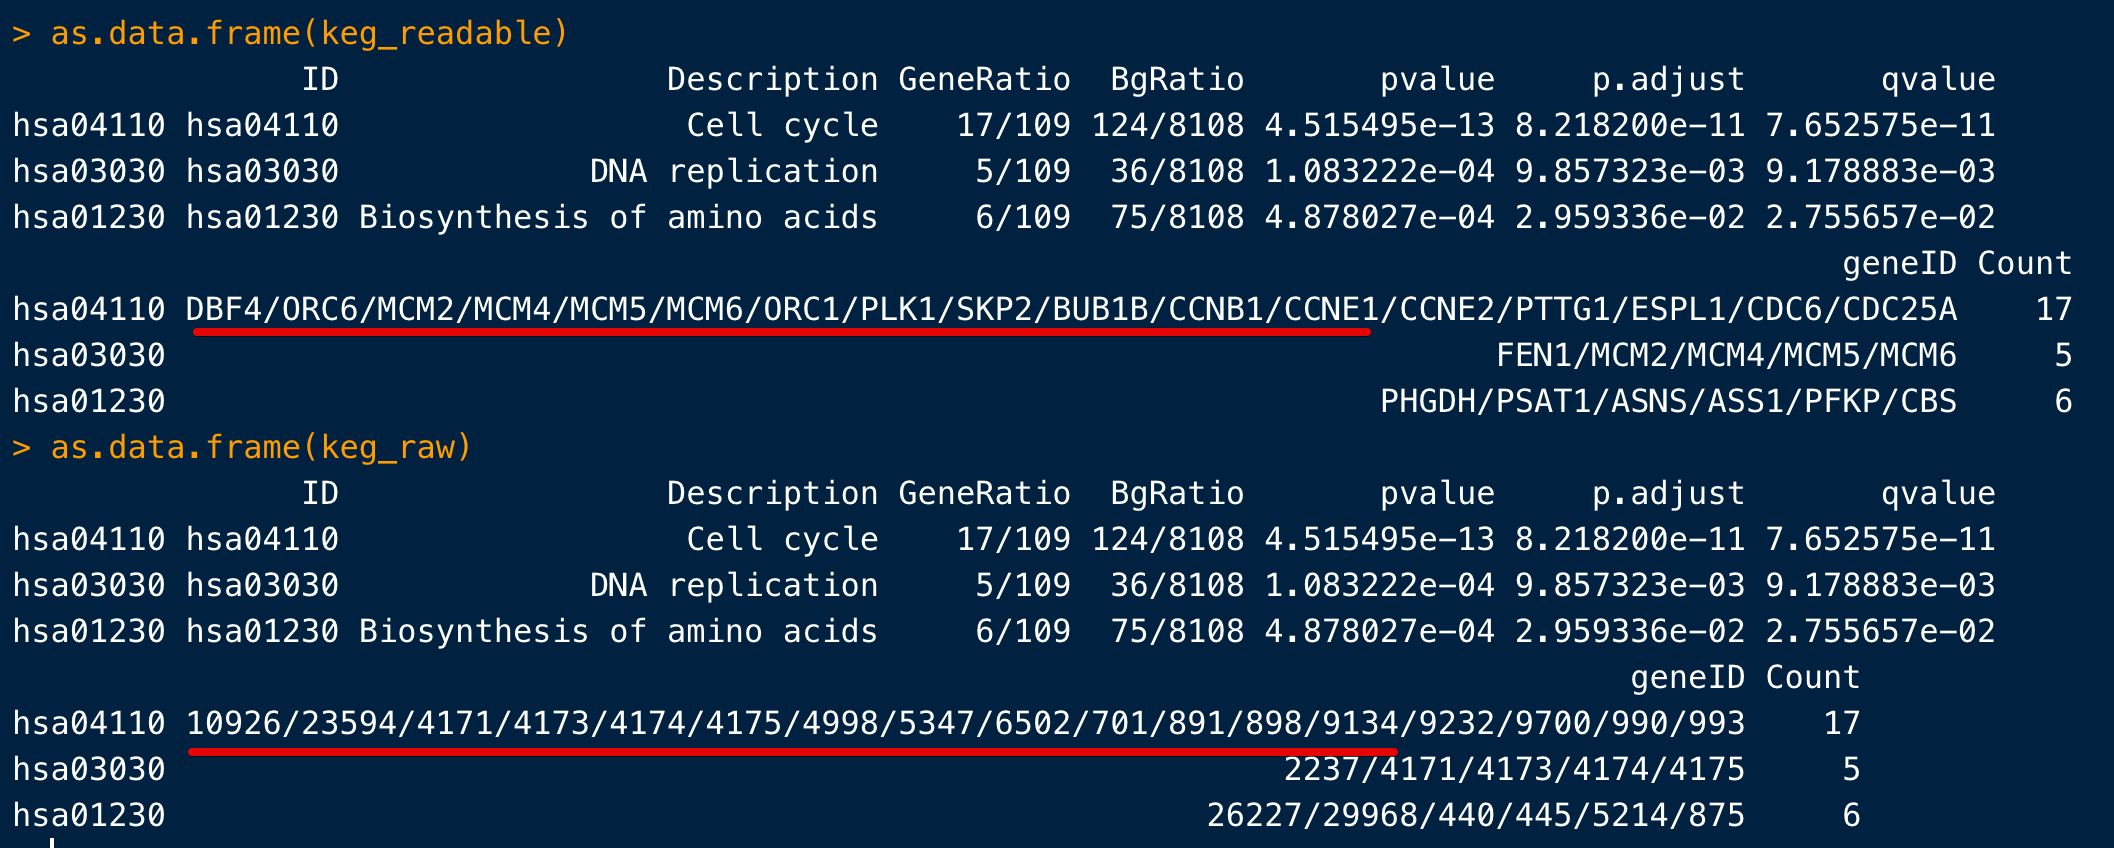 > as.data.frame(keg_readable)
ID Description GeneRatio BgRatio pvalue p.adjust qvalue
hsa04110 hsa04110 Cell cycle 17/109 124/8108 4.515495e-13 8.218200e-11 7.652575e-11
hsa03030 hsa03030 DNA replication 5/109 36/8108 1.083222e-04 9.857323e-03 9.178883e-03
hsa01230 hsa01230 Biosynthesis of amino acids 6/109 75/8108 4.878027e-04 2.959336e-02 2.755657e-02
geneID Count
hsa04110 DBF4/ORC6/MCM2/MCM4/MCM5/MCM6/ORC1/PLK1/SKP2/BUB1B/CCNB1/CCNE1/CCNE2/PTTG1/ESPL1/CDC6/CDC25A 17
hsa03030 FEN1/MCM2/MCM4/MCM5/MCM6 5
hsa01230 PHGDH/PSAT1/ASNS/ASS1/PFKP/CBS 6
> as.data.frame(keg_raw)
ID Description GeneRatio BgRatio pvalue p.adjust qvalue
hsa04110 hsa04110 Cell cycle 17/109 124/8108 4.515495e-13 8.218200e-11 7.652575e-11
hsa03030 hsa03030 DNA replication 5/109 36/8108 1.083222e-04 9.857323e-03 9.178883e-03
hsa01230 hsa01230 Biosynthesis of amino acids 6/109 75/8108 4.878027e-04 2.959336e-02 2.755657e-02
geneID Count
hsa04110 10926/23594/4171/4173/4174/4175/4998/5347/6502/701/891/898/9134/9232/9700/990/993 17
hsa03030 2237/4171/4173/4174/4175 5
hsa01230 26227/29968/440/445/5214/875 6